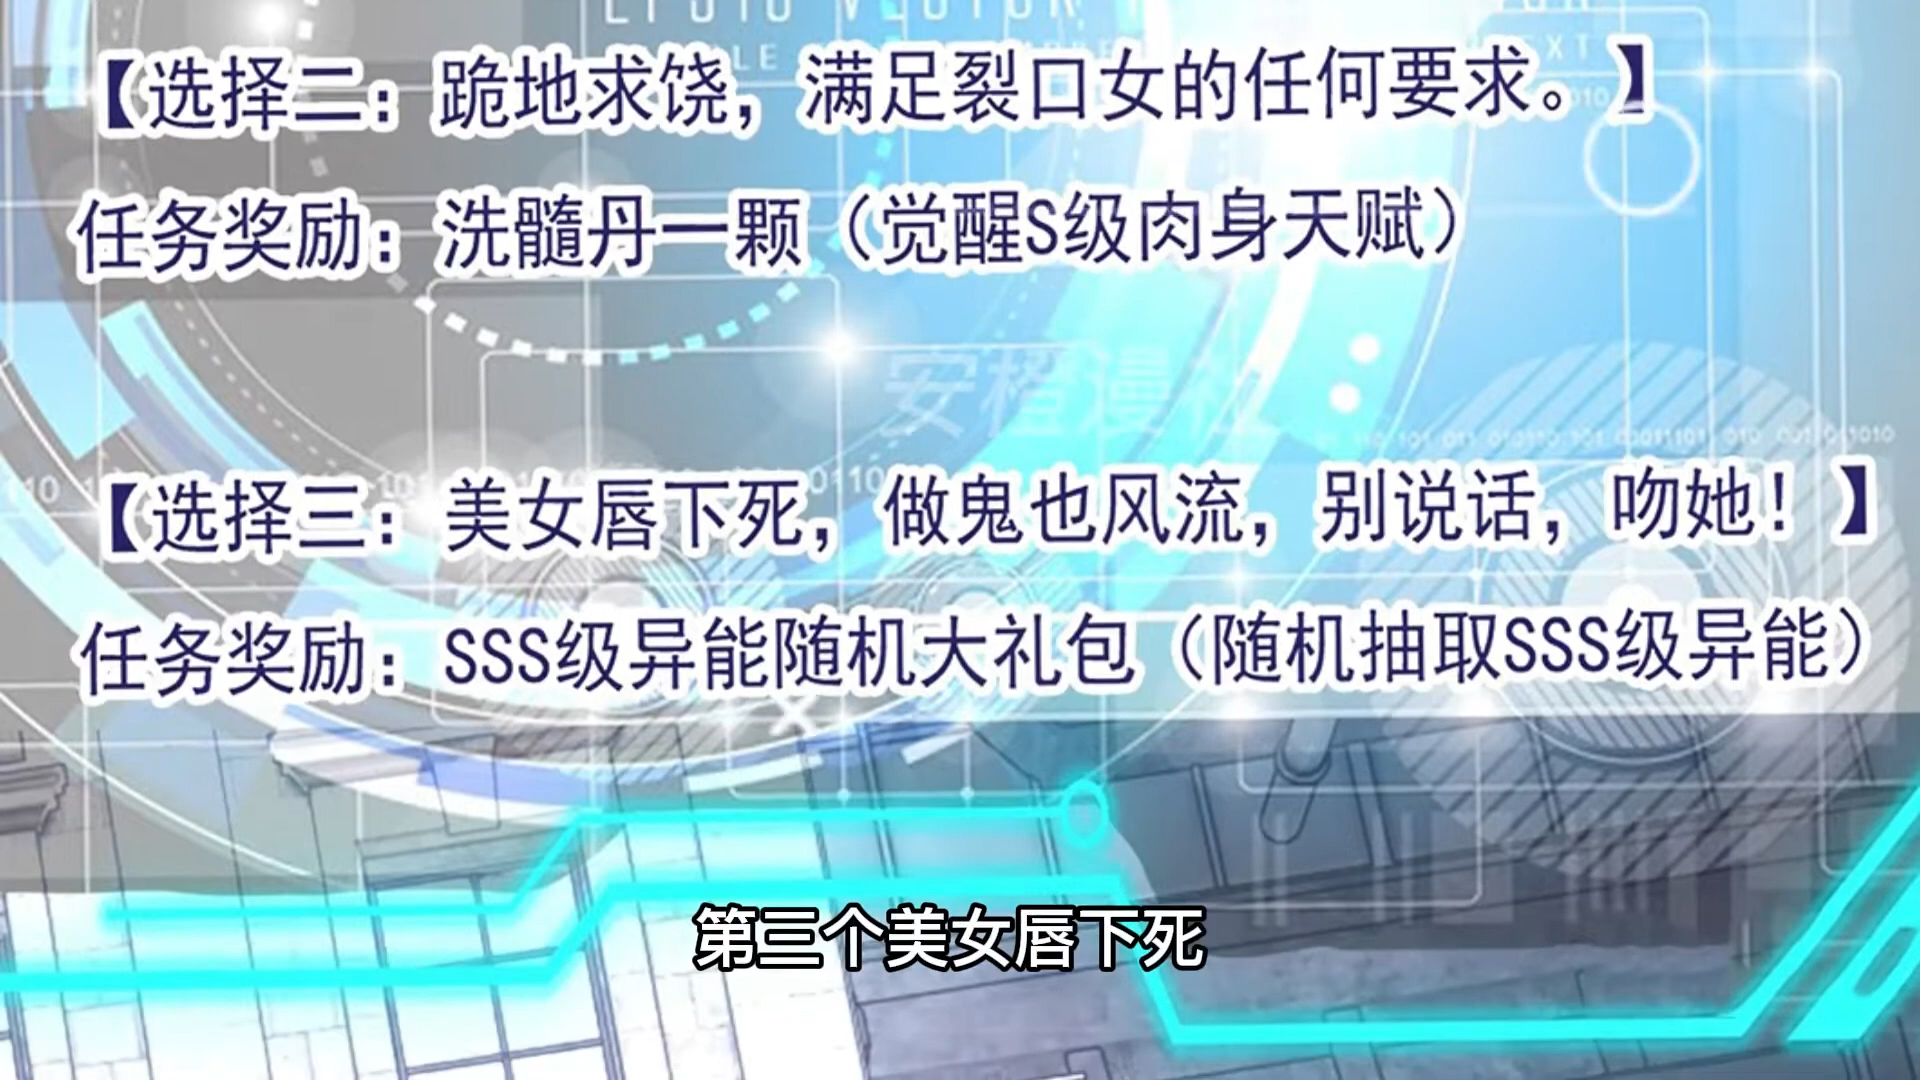 【选择二：跪地求饶，满足裂口女的任何要求。】
任务奖励：洗髓丹一颗（觉醒S级肉身天赋）
安橙漫社
【选择三：美女唇下死，做鬼也风流，别说话，吻她！】
任务奖励：SSS级异能随机大礼包（随机抽取SSS级异能）
第三个美女唇下死